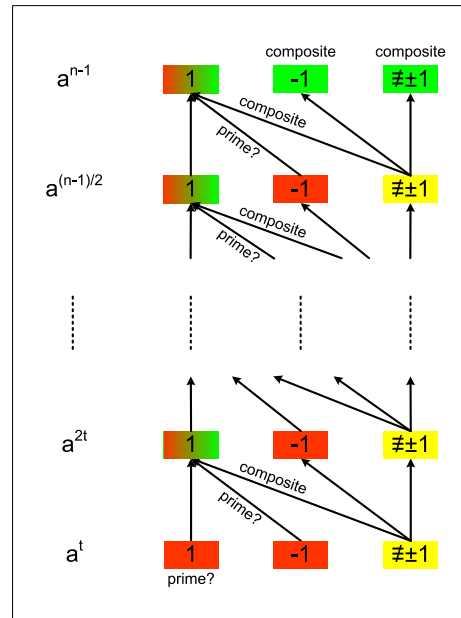 composite composite
a^{n-1} 1 -1 ≢±1
composite
prime?
a^{(n-1)/2} 1 -1 ≢±1
composite
prime?
a^{2t} 1 -1 ≢±1
composite
prime?
a^t 1 -1 ≢±1
prime?